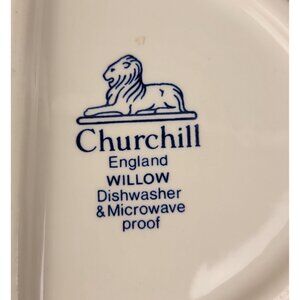 Churchill
England
WILLOW
Dishwasher
& Microwave
proof